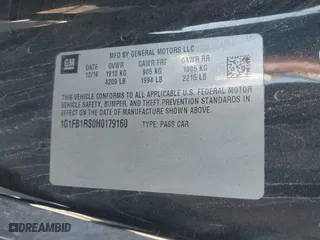 GM
MFD BY GENERAL MOTORS LLC
DATE GVWR GAWR FRT GAWR RR
12/16 1910 KG 905 KG 1005 KG
4209 LB 1994 LB 2215 LB
THIS VEHICLE CONFORMS TO ALL APPLICABLE U.S. FEDERAL MOTOR
VEHICLE SAFETY, BUMPER, AND THEFT PREVENTION STANDARDS IN
EFFECT ON THE DATE OF MANUFACTURE SHOWN ABOVE.
1G1FB1RS0H0179160 TYPE: PASS CAR
DREAMBID